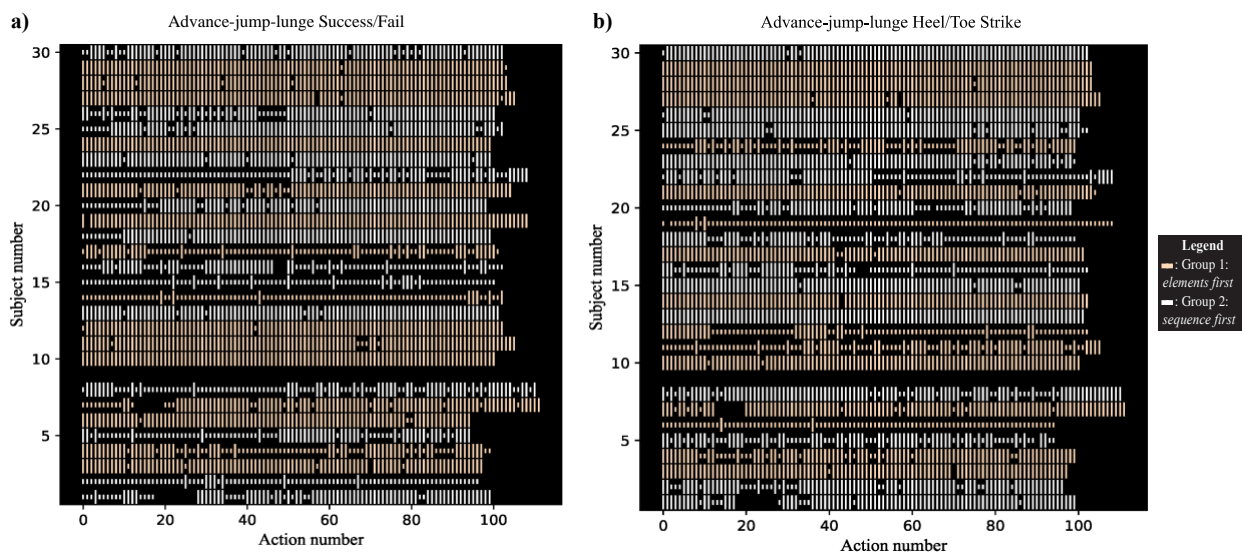 a)
Advance-jump-lunge Success/Fail
30
25
20
15
10
5
Subject number
0
20
40
60
80
100
Action number
b)
Advance-jump-lunge Heel/Toe Strike
30
25
20
15
10
5
Subject number
0
20
40
60
80
100
Action number
Legend
: Group 1:
elements first
: Group 2:
sequence first